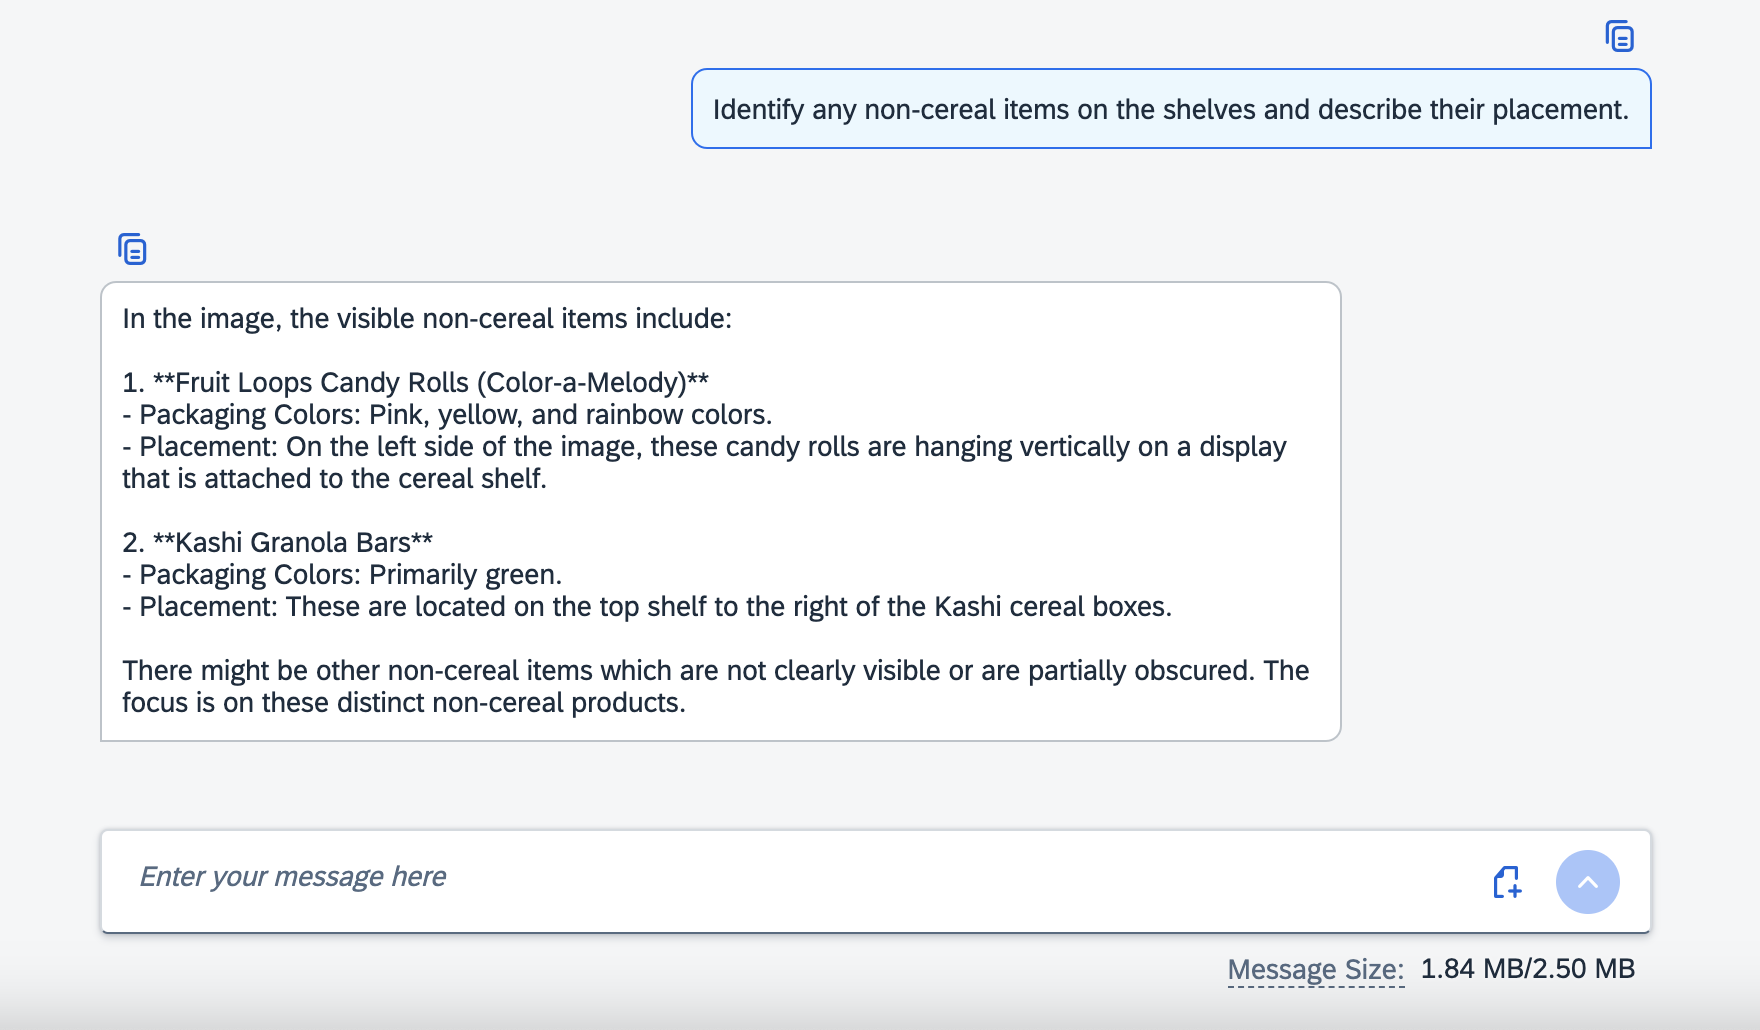 Identify any non-cereal items on the shelves and describe their placement.
In the image, the visible non-cereal items include:
1. **Fruit Loops Candy Rolls (Color-a-Melody)**
- Packaging Colors: Pink, yellow, and rainbow colors.
- Placement: On the left side of the image, these candy rolls are hanging vertically on a display
that is attached to the cereal shelf.
2. **Kashi Granola Bars**
- Packaging Colors: Primarily green.
- Placement: These are located on the top shelf to the right of the Kashi cereal boxes.
There might be other non-cereal items which are not clearly visible or are partially obscured. The
focus is on these distinct non-cereal products.
Enter your message here
Message Size: 1.84 MB/2.50 MB